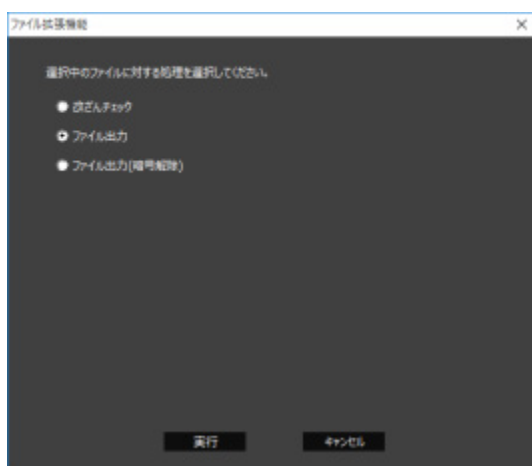 ファイル拡張機能
選択中のファイルに対する処理を選択してください。
改ざんチェック
ファイル出力
ファイル出力(暗号解除)
実行
キャンセル